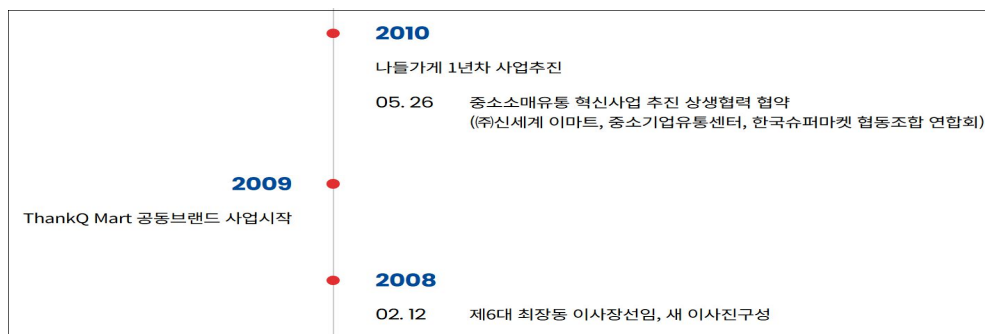 2010
나들가게 1년차 사업추진
05. 26 중소소매유통 혁신사업 추진 상생협력 협약
((주)신세계 이마트, 중소기업유통센터, 한국슈퍼마켓 협동조합 연합회)
2009
ThankQ Mart 공동브랜드 사업시작
2008
02. 12 제6대 최장동 이사장선임, 새 이사진구성